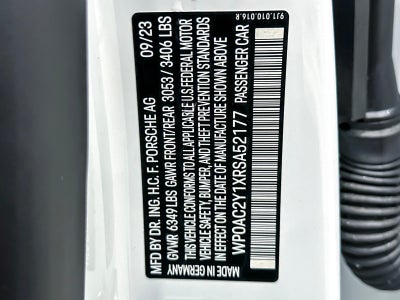 9J1.010.016.R
MFD BY DR. ING. H.C. F. PORSCHE AG 09/23
GVWR 6349 LBS GAWR FRONT/REAR 3053/3406 LBS
THIS VEHICLE CONFORMS TO ALL APPLICABLE U.S. FEDERAL MOTOR
VEHICLE SAFETY, BUMPER, AND THEFT PREVENTION STANDARDS
IN EFFECT ON THE DATE OF MANUFACTURE SHOWN ABOVE
WP0AC2Y1XRSA52177 PASSENGER CAR
MADE IN GERMANY